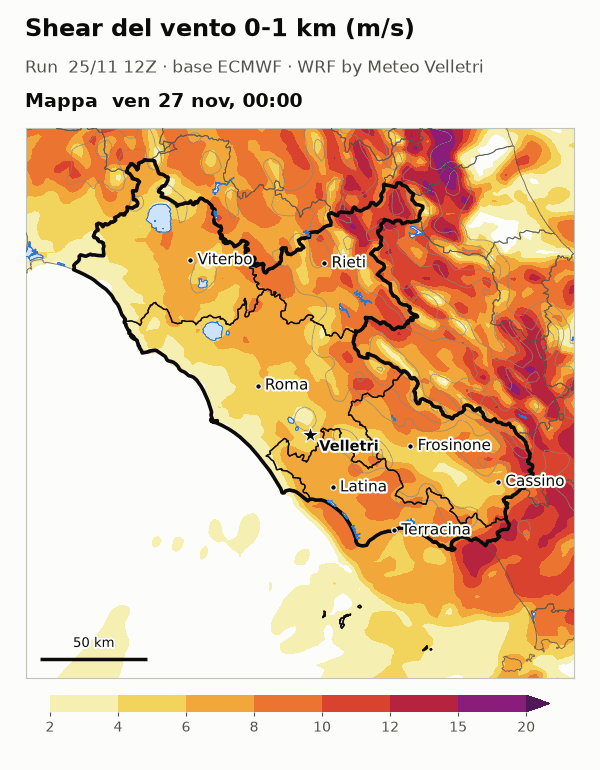 Shear del vento 0-1 km (m/s)
Run  25/11 12Z · base ECMWF · WRF by Meteo Velletri
Mappa  ven 27 nov, 00:00
Viterbo
Rieti
Roma
Velletri
Frosinone
Latina
Cassino
Terracina
50 km
2 4 6 8 10 12 15 20